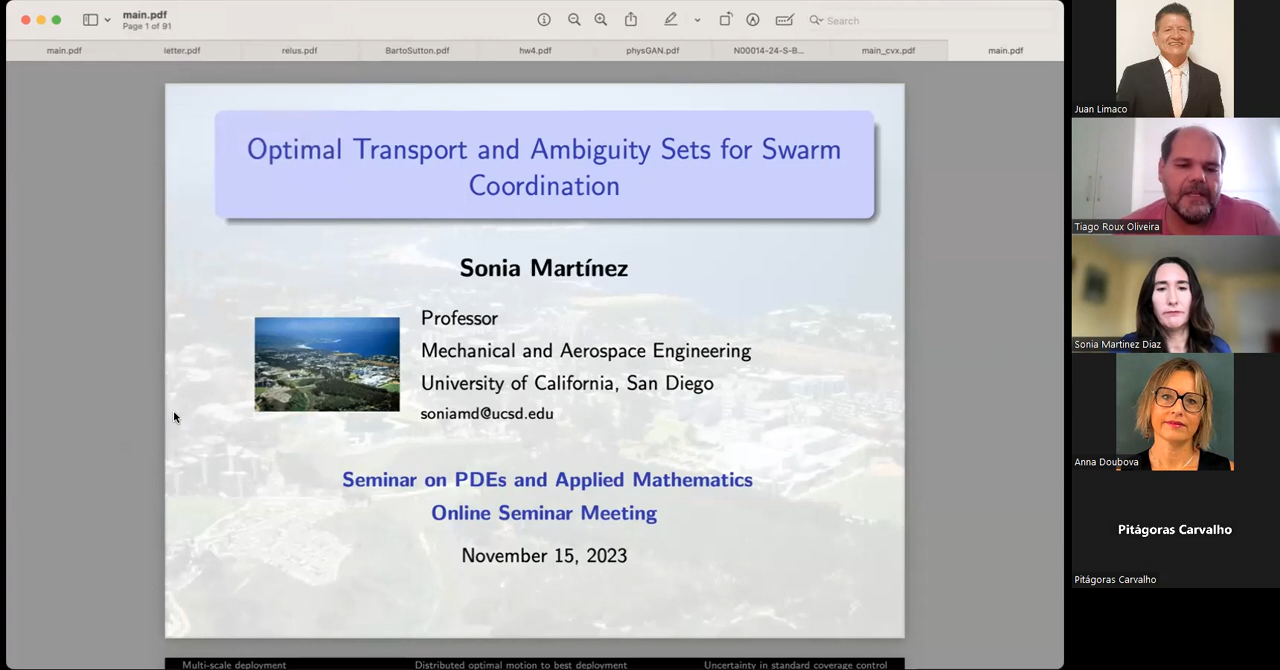 main.pdf
Page 1 of 91
Search
main.pdf
letter.pdf
relus.pdf
BartoSutton.pdf
hw4.pdf
physGAN.pdf
N00014-24-S-B...
main_cvx.pdf
main.pdf
Optimal Transport and Ambiguity Sets for Swarm
Coordination
Sonia Martínez
Professor
Mechanical and Aerospace Engineering
University of California, San Diego
soniamd@ucsd.edu
Seminar on PDEs and Applied Mathematics
Online Seminar Meeting
November 15, 2023
Multi-scale deployment
Distributed optimal motion to best deployment
Uncertainty in standard coverage control
Juan Limaco
Tiago Roux Oliveira
Sonia Martinez Diaz
Anna Doubova
Pitágoras Carvalho
Pitágoras Carvalho